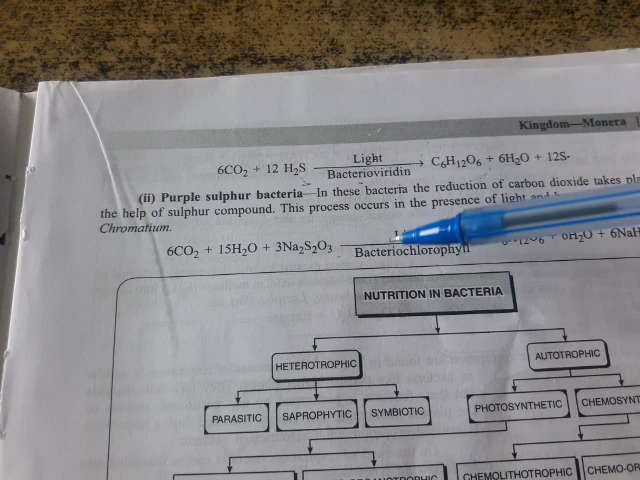 Kingdom—Monera
6CO₂ + 12 H₂S Light Bacterioviridin → C₆H₁₂O₆ + 6H₂O + 12S-
(ii) Purple sulphur bacteria—In these bacteria the reduction of carbon dioxide takes
the help of sulphur compound. This process occurs in the presence of light
Chromatium.
6CO₂ + 15H₂O + 3Na₂S₂O₃ Bacteriochlorophyll 6H₂O + 6NaH
NUTRITION IN BACTERIA
HETEROTROPHIC AUTOTROPHIC
PARASITIC SAPROPHYTIC SYMBIOTIC PHOTOSYNTHETIC CHEMOSYNT
CHEMOLITHOTROPHIC CHEMO-OR